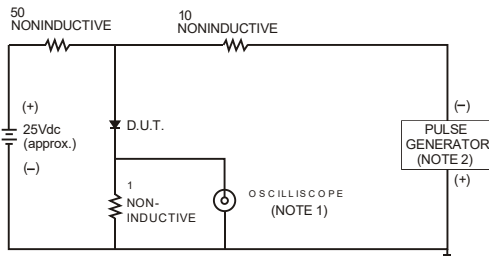 50
NONINDUCTIVE
10
NONINDUCTIVE
(+)
25Vdc
(approx.)
(–)
D.U.T.
1
NON-
INDUCTIVE
OSCILLISCOPE
(NOTE 1)
(–)
PULSE
GENERATOR
(NOTE 2)
(+)